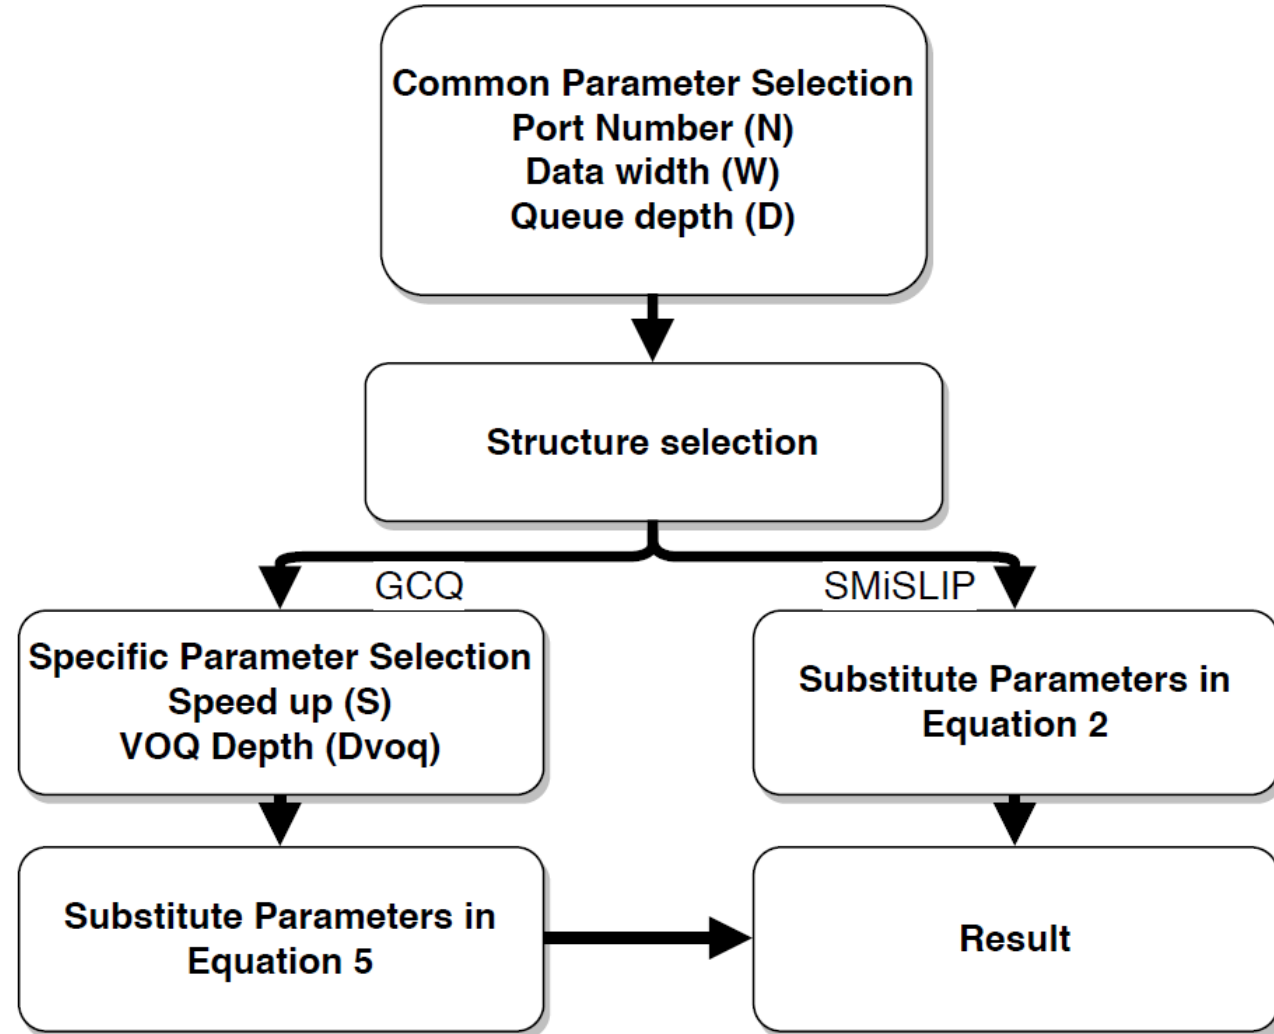 Common Parameter Selection
Port Number (N)
Data width (W)
Queue depth (D)
Structure selection
GCQ
SMiSLIP
Specific Parameter Selection
Speed up (S)
VOQ Depth (Dvoq)
Substitute Parameters in
Equation 2
Substitute Parameters in
Equation 5
Result